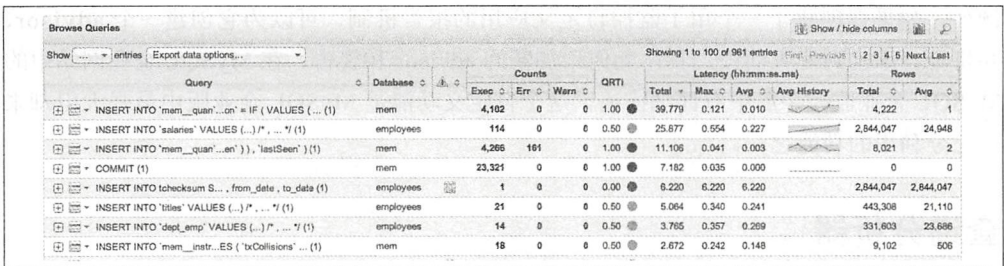 Browse Queries
Show / hide columns
Show ... entries Export data options... Showing 1 to 100 of 961 entries First Previous 1 2 3 4 5 Next Last
Query Database Counts QRTi Latency (hh:mm:ss.ms) Rows
Exec Err Warn Total Max Avg Avg History Total Avg
INSERT INTO `mem__quan`...on` = IF ( VALUES ( ... (1) mem 4,102 0 0 1.00 39.779 0.121 0.010 4,222 1
INSERT INTO `salaries` VALUES (...) /* , ... */ (1) employees 114 0 0 0.50 25.877 0.554 0.227 2,844,047 24,948
INSERT INTO `mem__quan`...en` ) ) , `lastSeen` ) (1) mem 4,266 161 0 1.00 11.106 0.041 0.003 8,021 2
COMMIT (1) mem 23,321 0 0 1.00 7.182 0.035 0.000 0 0
INSERT INTO tchecksum S... , from_date , to_date (1) employees 1 0 0 0.00 6.220 6.220 6.220 2,844,047 2,844,047
INSERT INTO `titles` VALUES (...) /* , ... */ (1) employees 21 0 0 0.50 5.064 0.340 0.241 443,308 21,110
INSERT INTO `dept_emp` VALUES (...) /* , ... */ (1) employees 14 0 0 0.50 3.765 0.357 0.269 331,603 23,686
INSERT INTO `mem__instr...ES ( `txCollisions` ... (1) mem 18 0 0 0.50 2.672 0.242 0.148 9,102 506